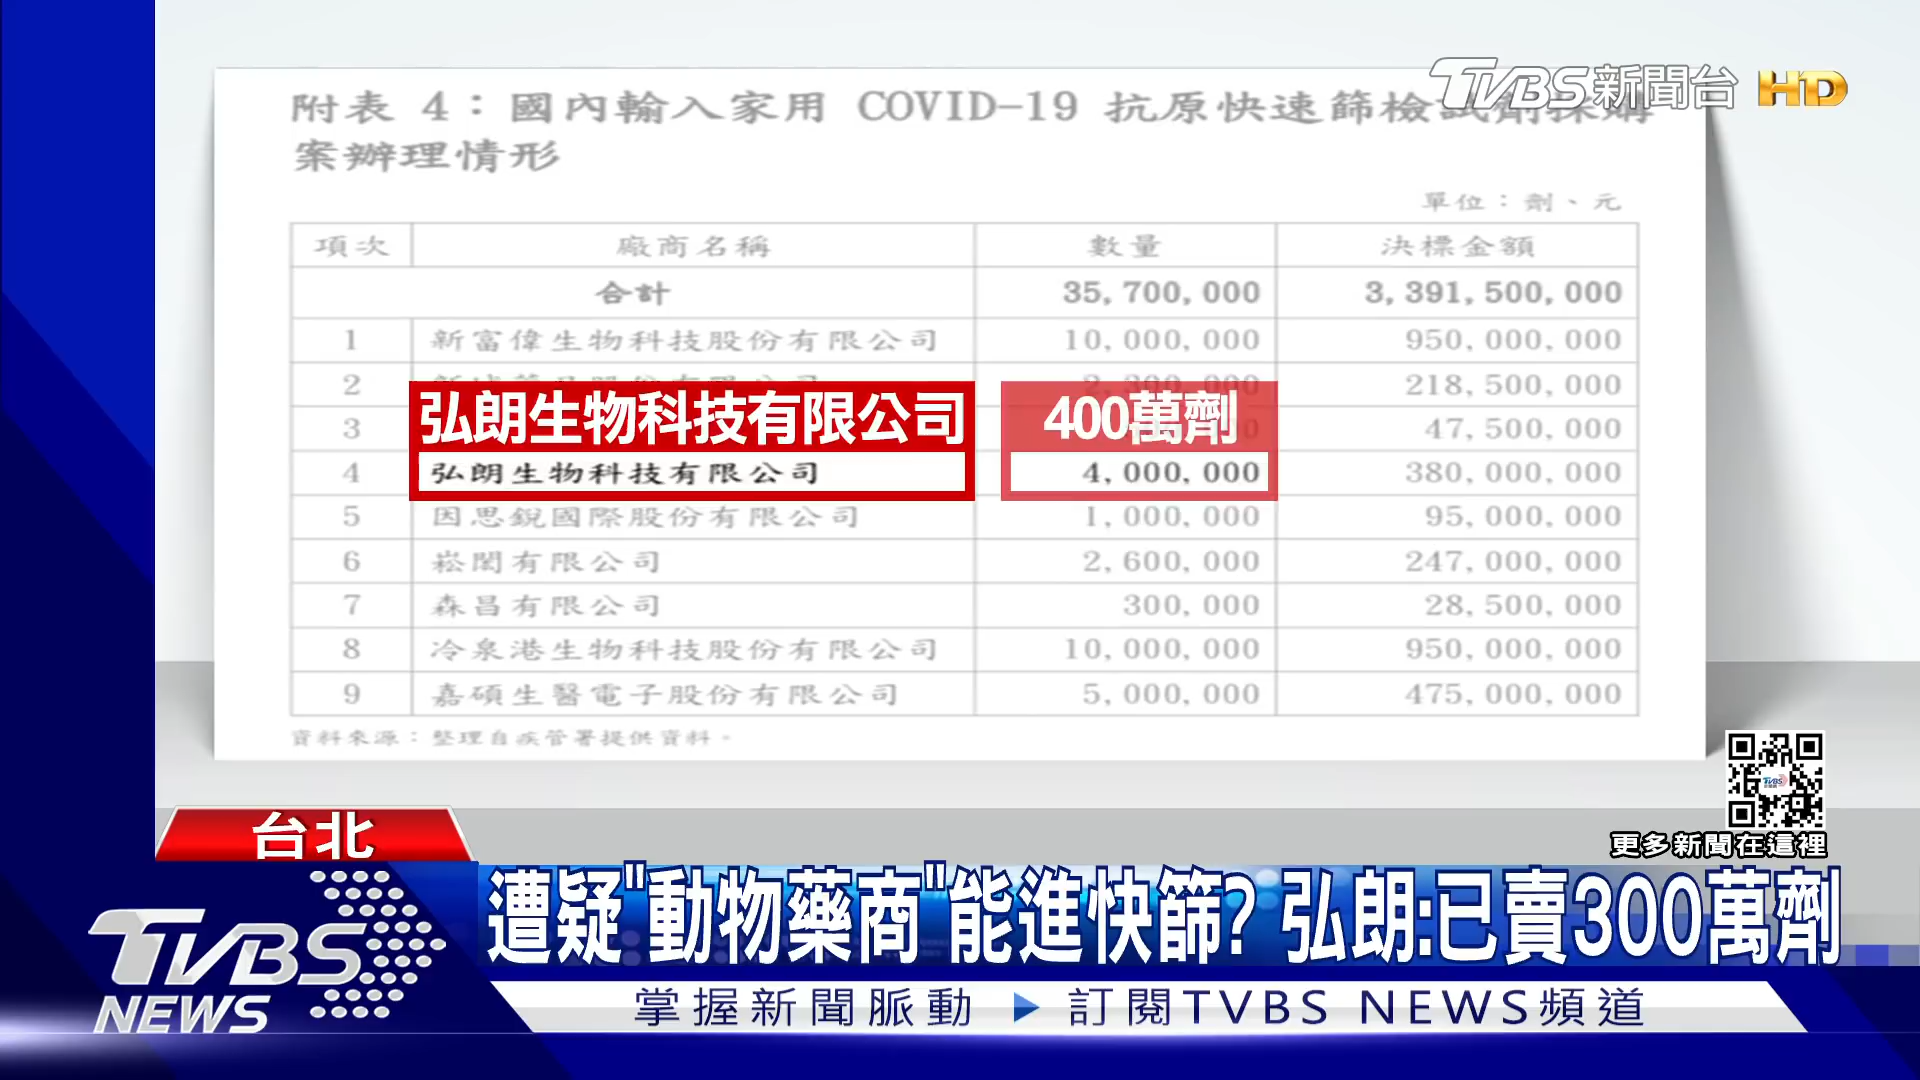 TVBS新聞台 HD
附表 4：國內輸入家用 COVID-19 抗原快速篩檢試劑採購
案辦理情形
單位：劑、元
項次 廠商名稱 數量 決標金額
合計 35,700,000 3,391,500,000
1 新富偉生物科技股份有限公司 10,000,000 950,000,000
2 218,500,000
弘朗生物科技有限公司 400萬劑
3 47,500,000
4 弘朗生物科技有限公司 4,000,000 380,000,000
5 因思銳國際股份有限公司 1,000,000 95,000,000
6 崧閎有限公司 2,600,000 247,000,000
7 森昌有限公司 300,000 28,500,000
8 冷泉港生物科技股份有限公司 10,000,000 950,000,000
9 嘉碩生醫電子股份有限公司 5,000,000 475,000,000
資料來源：整理自疾管署提供資料。
TVBS
更多新聞在這裡
台北
遭疑"動物藥商"能進快篩? 弘朗:已賣300萬劑
TVBS NEWS
掌握新聞脈動 ▶ 訂閱TVBS NEWS頻道